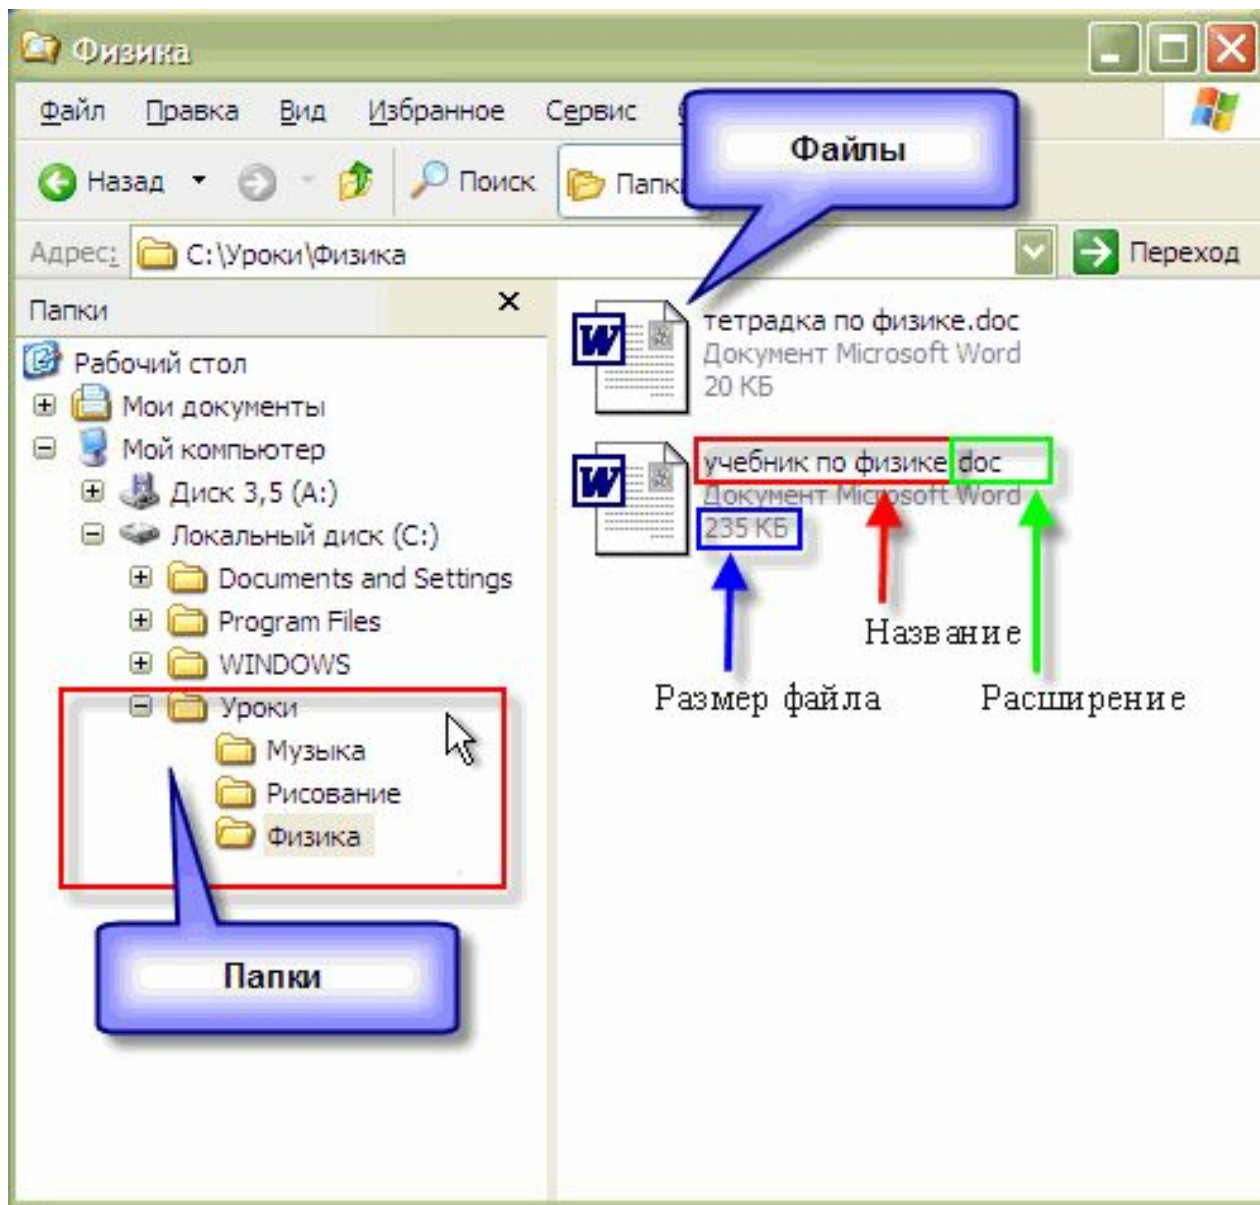 Физика
Файл Правка Вид Избранное Сервис
Файлы
Назад Поиск
Адрес: C:\Уроки\Физика Переход
Папки
Рабочий стол
Мои документы
Мой компьютер
Диск 3,5 (A:)
Локальный диск (C:)
Documents and Settings
Program Files
WINDOWS
Уроки
Музыка
Рисование
Физика
Папки
тетрадка по физике.doc
Документ Microsoft Word
20 КБ
учебник по физике.doc
Документ Microsoft Word
235 КБ
Название
Размер файла Расширение